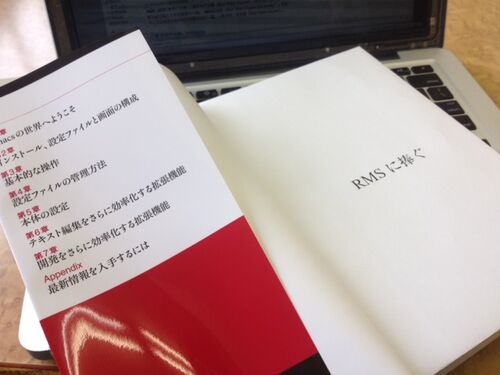 章
macsの世界へようこそ
2章
インストール、設定ファイルと画面の構成
第3章
基本的な操作
第4章
設定ファイルの管理方法
第5章
本体の設定
第6章
テキスト編集をさらに効率化する拡張機能
第7章
開発をさらに効率化する拡張機能
Appendix
最新情報を入手するには
RMS に捧ぐ